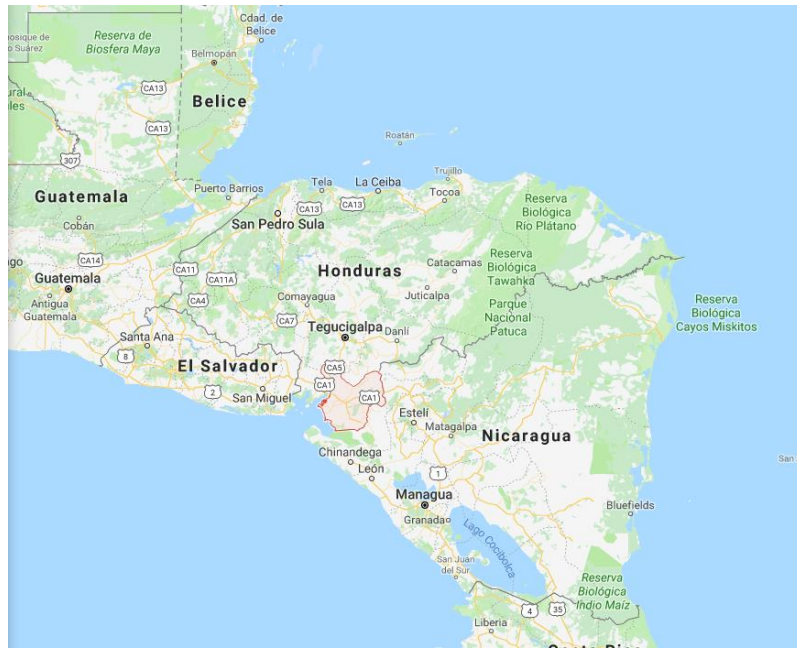 Cdad. de
Belice
Reserva de
Biosfera Maya
Belmopán
CA13
Belice
CA13
307
Roatán
Guatemala
Puerto Barrios
Tela
La Ceiba
Trujillo
Tocoa
CA13
CA13
San Pedro Sula
Cobán
Reserva
Biológica
Río Plátano
CA14
Guatemala
CA11
CA11A
Honduras
Catacamas
Reserva
Biológica
Tawahka
Antigua
Guatemala
CA4
Comayagua
Juticalpa
Parque
Nacional
Patuca
Reserva
Biológica
Cayos Miskitos
CA7
Tegucigalpa
Danlí
Santa Ana
8
El Salvador
CA5
CA1
CA1
2
San Miguel
Estelí
Matagalpa
Nicaragua
Chinandega
León
1
San
Managua
Granada
Bluefields
Lago Cocibolca
San Juan
del Sur
Reserva
Biológica
Indio Maíz
4
35
Liberia